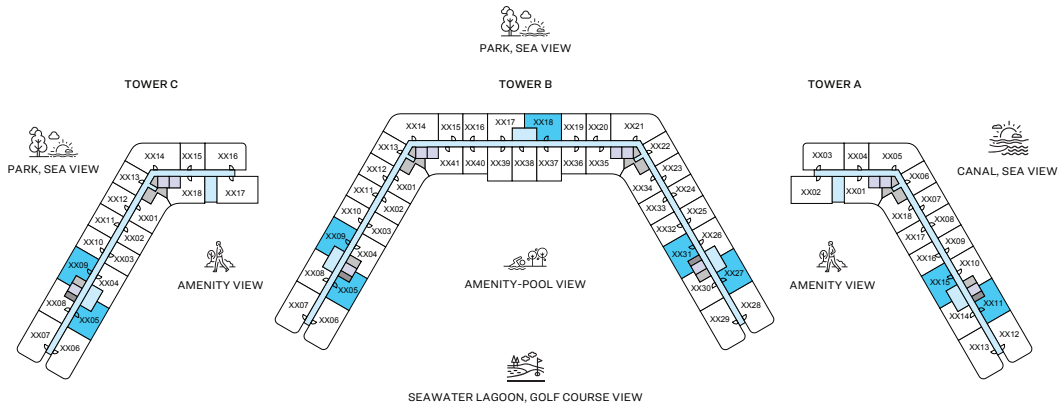 PARK, SEA VIEW
TOWER C
TOWER B
TOWER A
PARK, SEA VIEW
CANAL, SEA VIEW
AMENITY VIEW
AMENITY-POOL VIEW
AMENITY VIEW
SEAWATER LAGOON, GOLF COURSE VIEW
XX14
XX15
XX16
XX13
XX18
XX17
XX12
XX01
XX11
XX02
XX10
XX03
XX09
XX04
XX08
XX05
XX07
XX06
XX14
XX15
XX16
XX17
XX18
XX19
XX20
XX21
XX13
XX41
XX40
XX39
XX38
XX37
XX36
XX35
XX22
XX12
XX01
XX34
XX23
XX11
XX02
XX33
XX24
XX10
XX03
XX32
XX25
XX09
XX04
XX31
XX26
XX08
XX05
XX30
XX27
XX07
XX06
XX29
XX28
XX03
XX04
XX05
XX02
XX01
XX06
XX18
XX07
XX17
XX08
XX16
XX09
XX15
XX10
XX14
XX11
XX13
XX12